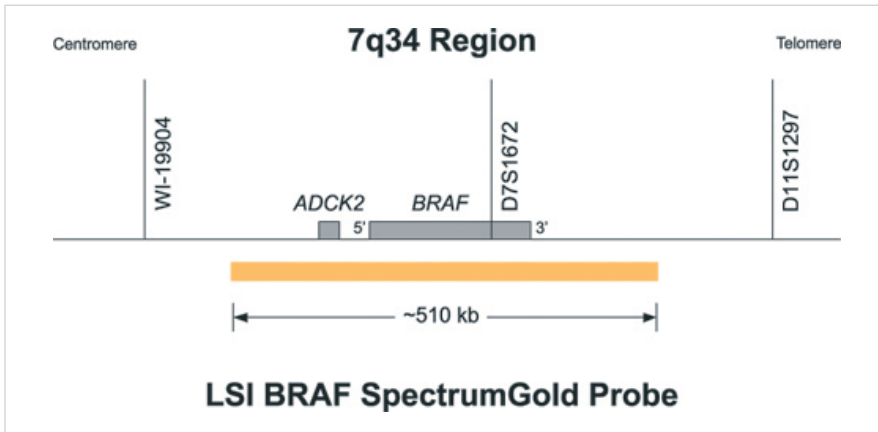 7q34 Region
Centromere
Telomere
WI-19904
D7S1672
D11S1297
ADCK2
BRAF
5'
3'
~510 kb
LSI BRAF SpectrumGold Probe